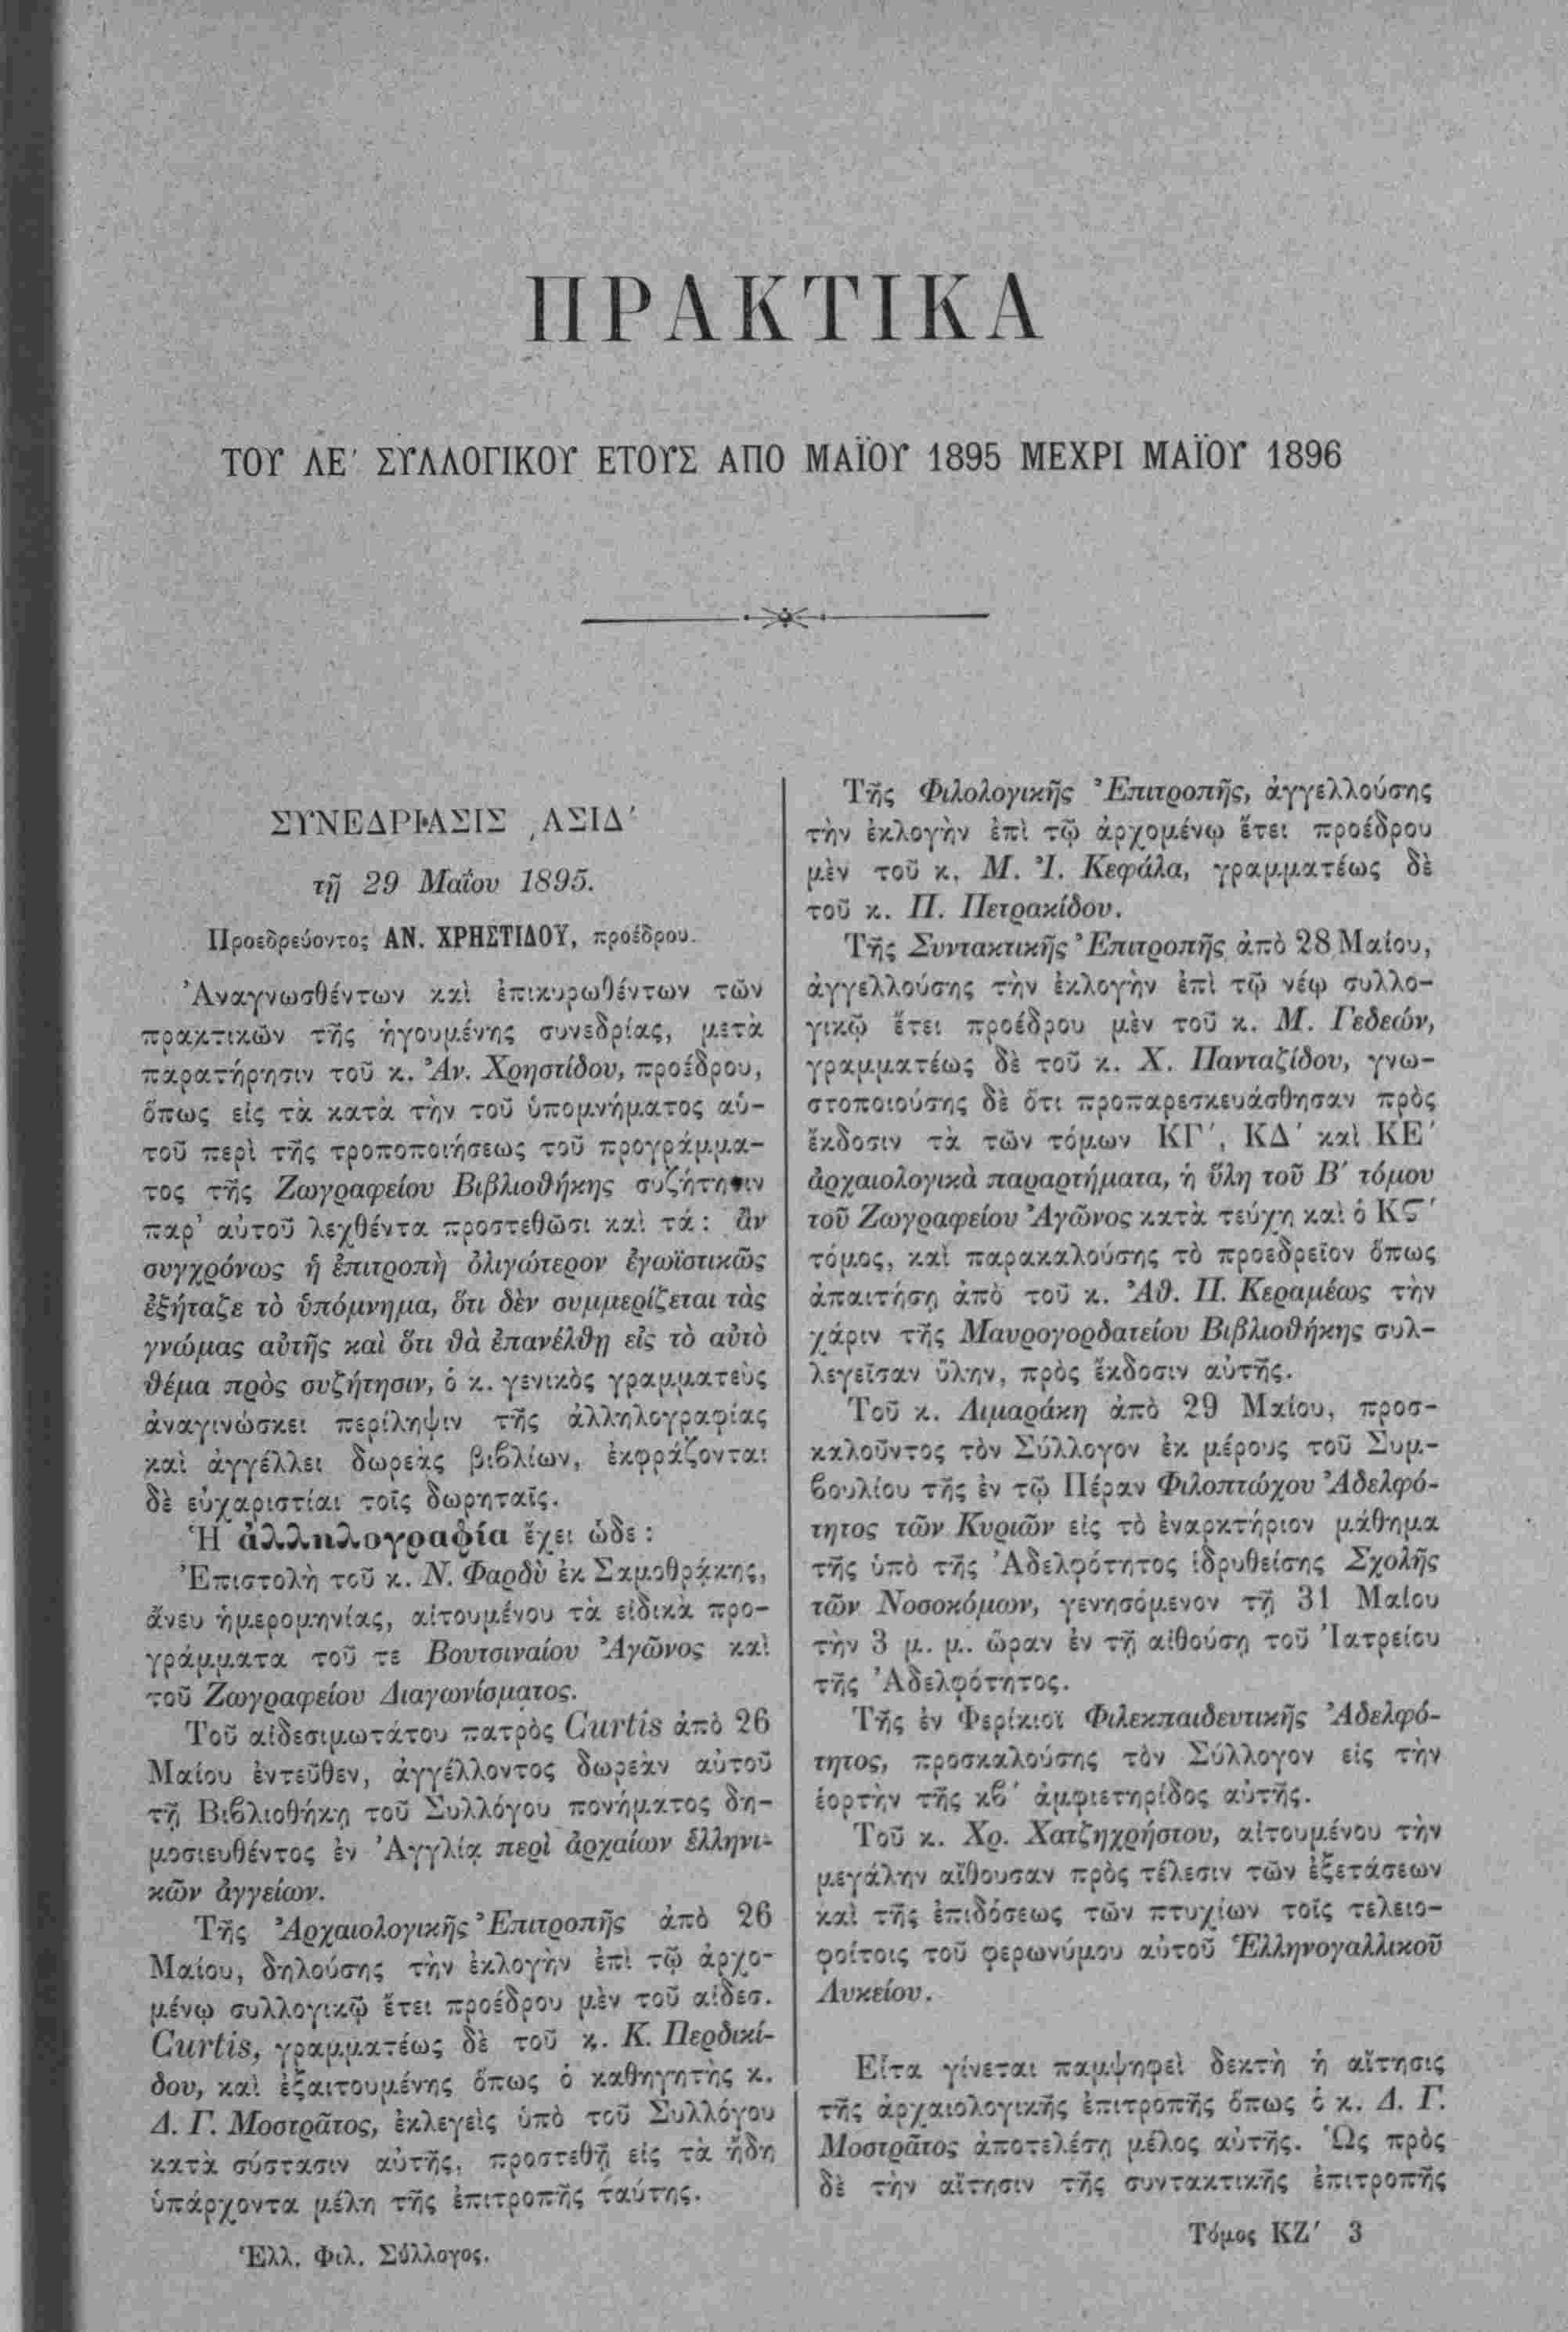 ΠΡΑΚΤΙΚΑ
ΤΟΥ ΛΕ΄ ΣΥΛΛΟΓΙΚΟΥ ΕΤΟΥΣ ΑΠΟ ΜΑΪΟΥ 1895 ΜΕΧΡΙ ΜΑΪΟΥ 1896
ΣΥΝΕΔΡΙΑΣΙΣ ͵ΑΣΙΔ΄
τῇ 29 Μαΐου 1895.
Προεδρεύοντος ΑΝ. ΧΡΗΣΤΙΔΟΥ, προέδρου.
Ἀναγνωσθέντων καὶ ἐπικυρωθέντων τῶν
πρακτικῶν τῆς ἡγουμένης συνεδρίας, μετὰ
παρατήρησιν τοῦ κ. Ἀν. Χρηστίδου, προέδρου,
ὅπως εἰς τὰ κατὰ τὴν τοῦ ὑπομνήματος αὐ-
τοῦ περὶ τῆς τροποποιήσεως τοῦ προγράμμα-
τος τῆς Ζωγραφείου Βιβλιοθήκης συζήτησιν
παρ' αὐτοῦ λεχθέντα προστεθῶσι καὶ τά: ἂν
συγχρόνως ἡ ἐπιτροπὴ ὀλιγώτερον ἐγωϊστικῶς
ἐξήταζε τὸ ὑπόμνημα, ὅτι δὲν συμμερίζεται τὰς
γνώμας αὐτῆς καὶ ὅτι θὰ ἐπανέλθῃ εἰς τὸ αὐτὸ
θέμα πρὸς συζήτησιν, ὁ κ. γενικὸς γραμματεὺς
ἀναγινώσκει περίληψιν τῆς ἀλληλογραφίας
καὶ ἀγγέλλει δωρεὰς βιβλίων, ἐκφράζονται
δὲ εὐχαριστίαι τοῖς δωρηταῖς.
Ἡ ἀλληλογραφία ἔχει ὧδε:
Ἐπιστολὴ τοῦ κ. Ν. Φαρδὺ ἐκ Σαμοθρᾴκης,
ἄνευ ἡμερομηνίας, αἰτουμένου τὰ εἰδικὰ προ-
γράμματα τοῦ τε Βουτσιναίου Ἀγῶνος καὶ
τοῦ Ζωγραφείου Διαγωνίσματος.
Τοῦ αἰδεσιμωτάτου πατρὸς Curtis ἀπὸ 26
Μαίου ἐντεῦθεν, ἀγγέλλοντος δωρεὰν αὐτοῦ
τῇ Βιβλιοθήκῃ τοῦ Συλλόγου πονήματος δη-
μοσιευθέντος ἐν Ἀγγλίᾳ περὶ ἀρχαίων ἑλληνι-
κῶν ἀγγείων.
Τῆς Ἀρχαιολογικῆς Ἐπιτροπῆς ἀπὸ 26
Μαίου, δηλούσης τὴν ἐκλογὴν ἐπὶ τῷ ἀρχο-
μένῳ συλλογικῷ ἔτει προέδρου μὲν τοῦ αἰδεσ.
Curtis, γραμματέως δὲ τοῦ κ. Κ. Περδικί-
δου, καὶ ἐξαιτουμένης ὅπως ὁ καθηγητὴς κ.
Δ. Γ. Μοστρᾶτος, ἐκλεγεὶς ὑπὸ τοῦ Συλλόγου
κατὰ σύστασιν αὐτῆς, προστεθῇ εἰς τὰ ἤδη
ὑπάρχοντα μέλη τῆς ἐπιτροπῆς ταύτης.
Ἑλλ. Φιλ. Σύλλογος.
Τῆς Φιλολογικῆς Ἐπιτροπῆς, ἀγγελλούσης
τὴν ἐκλογὴν ἐπὶ τῷ ἀρχομένῳ ἔτει προέδρου
μὲν τοῦ κ. Μ. Ἰ. Κεφάλα, γραμματέως δὲ
τοῦ κ. Π. Πετρακίδου.
Τῆς Συντακτικῆς Ἐπιτροπῆς ἀπὸ 28 Μαίου,
ἀγγελλούσης τὴν ἐκλογὴν ἐπὶ τῷ νέῳ συλλο-
γικῷ ἔτει προέδρου μὲν τοῦ κ. Μ. Γεδεών,
γραμματέως δὲ τοῦ κ. Χ. Πανταζίδου, γνω-
στοποιούσης δὲ ὅτι προπαρεσκευάσθησαν πρὸς
ἔκδοσιν τὰ τῶν τόμων ΚΓ΄, ΚΔ΄ καὶ ΚΕ΄
ἀρχαιολογικὰ παραρτήματα, ἡ ὕλη τοῦ Β΄ τόμου
τοῦ Ζωγραφείου Ἀγῶνος κατὰ τεύχη καὶ ὁ ΚϚ΄
τόμος, καὶ παρακαλούσης τὸ προεδρεῖον ὅπως
ἀπαιτήσῃ ἀπὸ τοῦ κ. Ἀθ. Π. Κεραμέως τὴν
χάριν τῆς Μαυρογορδατείου Βιβλιοθήκης συλ-
λεγεῖσαν ὕλην, πρὸς ἔκδοσιν αὐτῆς.
Τοῦ κ. Λιμαράκη ἀπὸ 29 Μαίου, προσ-
καλοῦντος τὸν Σύλλογον ἐκ μέρους τοῦ Συμ-
βουλίου τῆς ἐν τῷ Πέραν Φιλοπτώχου Ἀδελφό-
τητος τῶν Κυριῶν εἰς τὸ ἐναρκτήριον μάθημα
τῆς ὑπὸ τῆς Ἀδελφότητος ἱδρυθείσης Σχολῆς
τῶν Νοσοκόμων, γενησόμενον τῇ 31 Μαίου
τὴν 3 μ. μ. ὥραν ἐν τῇ αἰθούσῃ τοῦ Ἰατρείου
τῆς Ἀδελφότητος.
Τῆς ἐν Φερίκιοϊ Φιλεκπαιδευτικῆς Ἀδελφό-
τητος, προσκαλούσης τὸν Σύλλογον εἰς τὴν
ἑορτὴν τῆς κβ΄ ἀμφιετηρίδος αὐτῆς.
Τοῦ κ. Χρ. Χατζηχρήστου, αἰτουμένου τὴν
μεγάλην αἴθουσαν πρὸς τέλεσιν τῶν ἐξετάσεων
καὶ τῆς ἐπιδόσεως τῶν πτυχίων τοῖς τελειο-
φοίτοις τοῦ φερωνύμου αὐτοῦ Ἑλληνογαλλικοῦ
Λυκείου.
Εἶτα γίνεται παμψηφεὶ δεκτὴ ἡ αἴτησις
τῆς ἀρχαιολογικῆς ἐπιτροπῆς ὅπως ὁ κ. Δ. Γ.
Μοστρᾶτος ἀποτελέσῃ μέλος αὐτῆς. Ὡς πρὸς
δὲ τὴν αἴτησιν τῆς συντακτικῆς ἐπιτροπῆς
Τόμος ΚΖ΄ 3